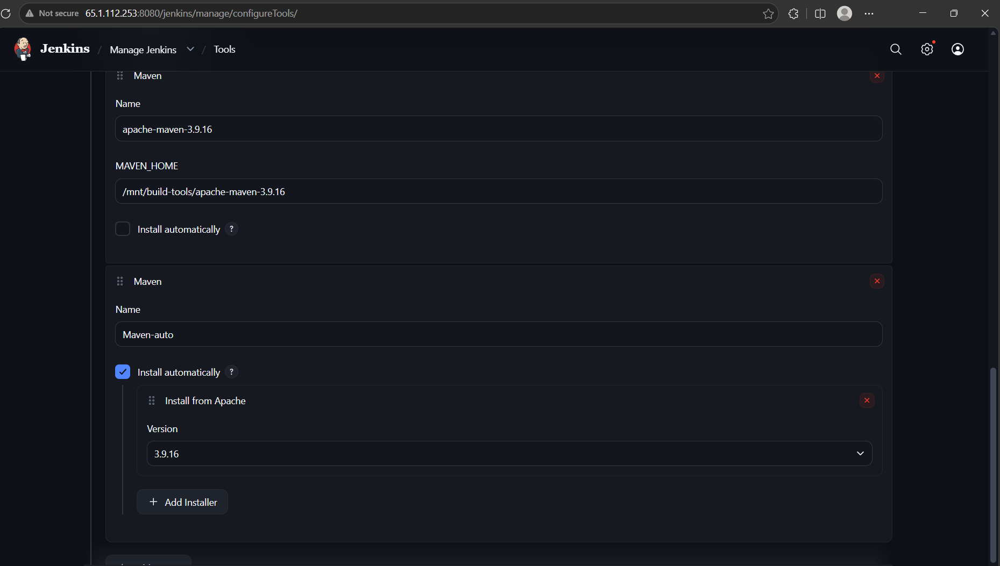 Not secure 65.1.112.253:8080/jenkins/manage/configureTools/
Jenkins / Manage Jenkins / Tools
Maven
Name
apache-maven-3.9.16
MAVEN_HOME
/mnt/build-tools/apache-maven-3.9.16
Install automatically ?
Maven
Name
Maven-auto
Install automatically ?
Install from Apache
Version
3.9.16
+ Add Installer